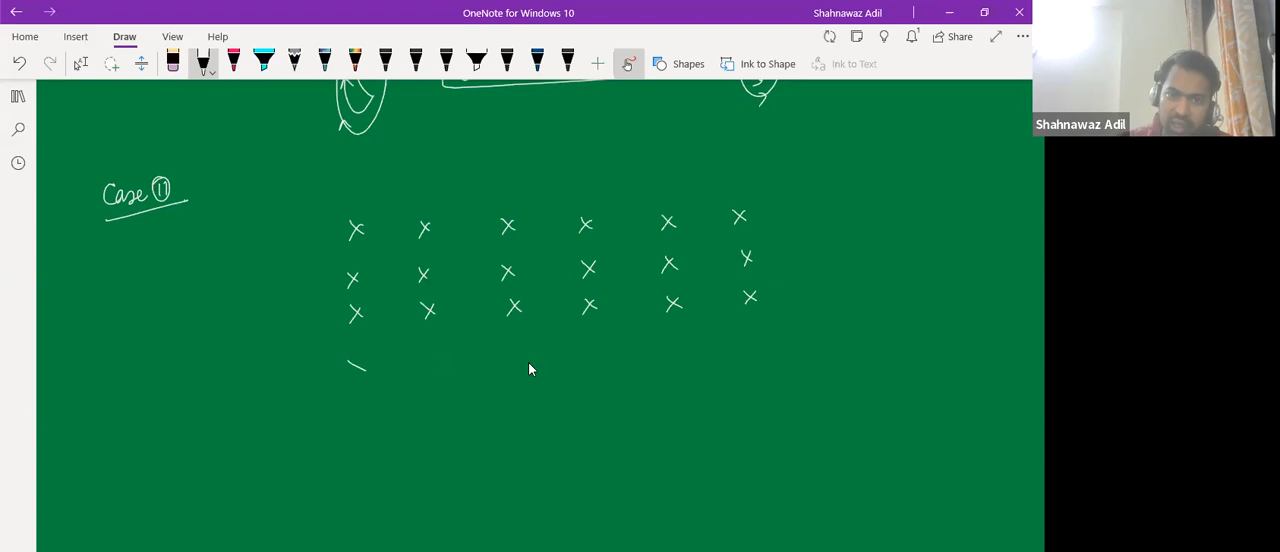 OneNote for Windows 10
Shahnawaz Adil
Home Insert Draw View Help
Share
Shapes
Ink to Shape
Ink to Text
Shahnawaz Adil
Case 11
x x x x x x
x x x x x x
x x x x x x